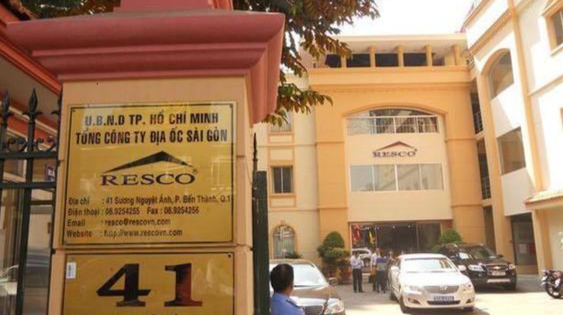 U.B.N.D TP. HỒ CHÍ MINH
TỔNG CÔNG TY ĐỊA ỐC SÀI GÒN
RESCO ®
Địa chỉ : 41 Sương Nguyệt Ánh, P. Bến Thành, Q.1
Điện thoại : 08.9254255 Fax : 08.9254256
Email : resco@rescovn.com
Website : http://www.rescovn.com
41
RESCO